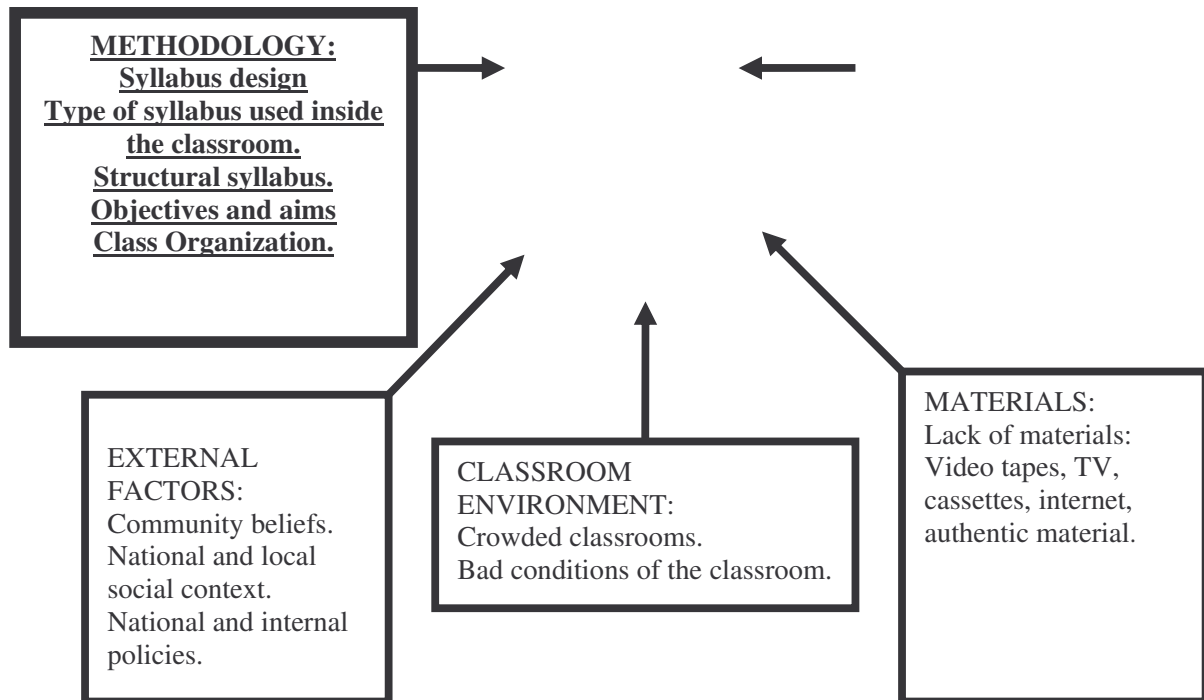 METHODOLOGY:
Syllabus design
Type of syllabus used inside
the classroom.
Structural syllabus.
Objectives and aims
Class Organization.
EXTERNAL
FACTORS:
Community beliefs.
National and local
social context.
National and internal
policies.
CLASSROOM
ENVIRONMENT:
Crowded classrooms.
Bad conditions of the classroom.
MATERIALS:
Lack of materials:
Video tapes, TV,
cassettes, internet,
authentic material.